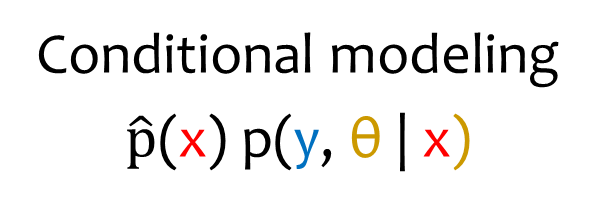 Conditional modeling
p̂(x) p(y, θ | x)